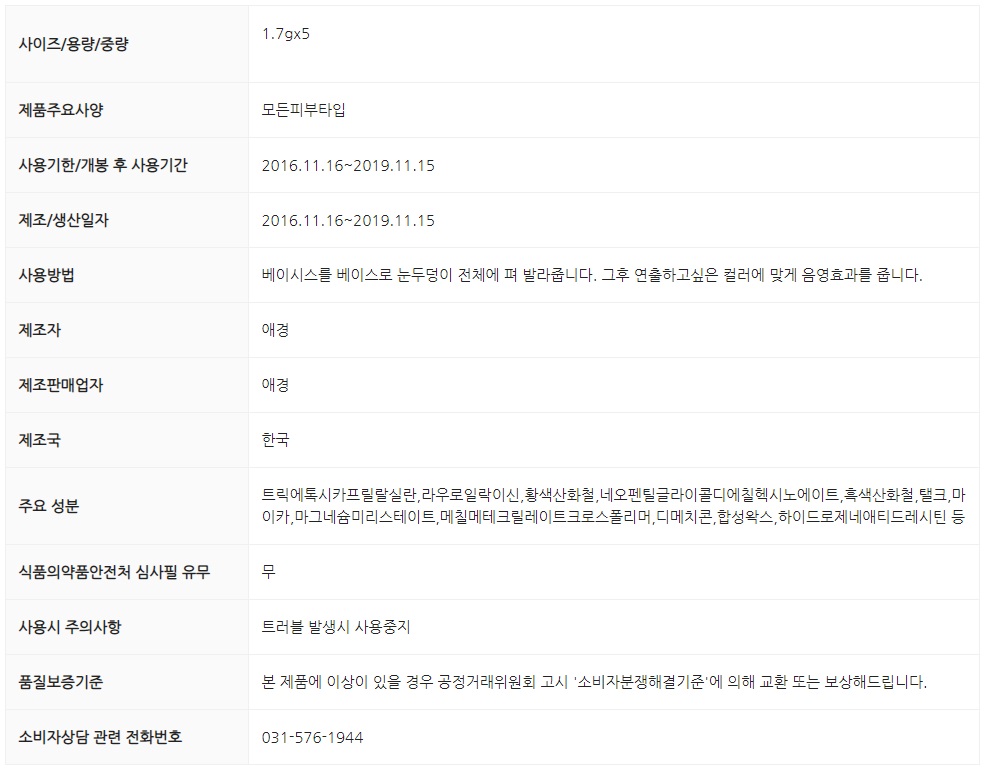 사이즈/용량/중량
1.7gx5
제품주요사양
모든피부타입
사용기한/개봉 후 사용기간
2016.11.16~2019.11.15
제조/생산일자
2016.11.16~2019.11.15
사용방법
베이시스를 베이스로 눈두덩이 전체에 펴 발라줍니다. 그후 연출하고싶은 컬러에 맞게 음영효과를 줍니다.
제조자
애경
제조판매업자
애경
제조국
한국
주요 성분
트릭에톡시카프릴랄실란,라우로일락이신,황색산화철,네오펜틸글라이콜디에칠헥시노에이트,흑색산화철,탤크,마
이카,마그네슘미리스테이트,메칠메테크릴레이트크로스폴리머,디메치콘,합성왁스,하이드로제네애티드레시틴 등
식품의약품안전처 심사필 유무
무
사용시 주의사항
트러블 발생시 사용중지
품질보증기준
본 제품에 이상이 있을 경우 공정거래위원회 고시 '소비자분쟁해결기준'에 의해 교환 또는 보상해드립니다.
소비자상담 관련 전화번호
031-576-1944